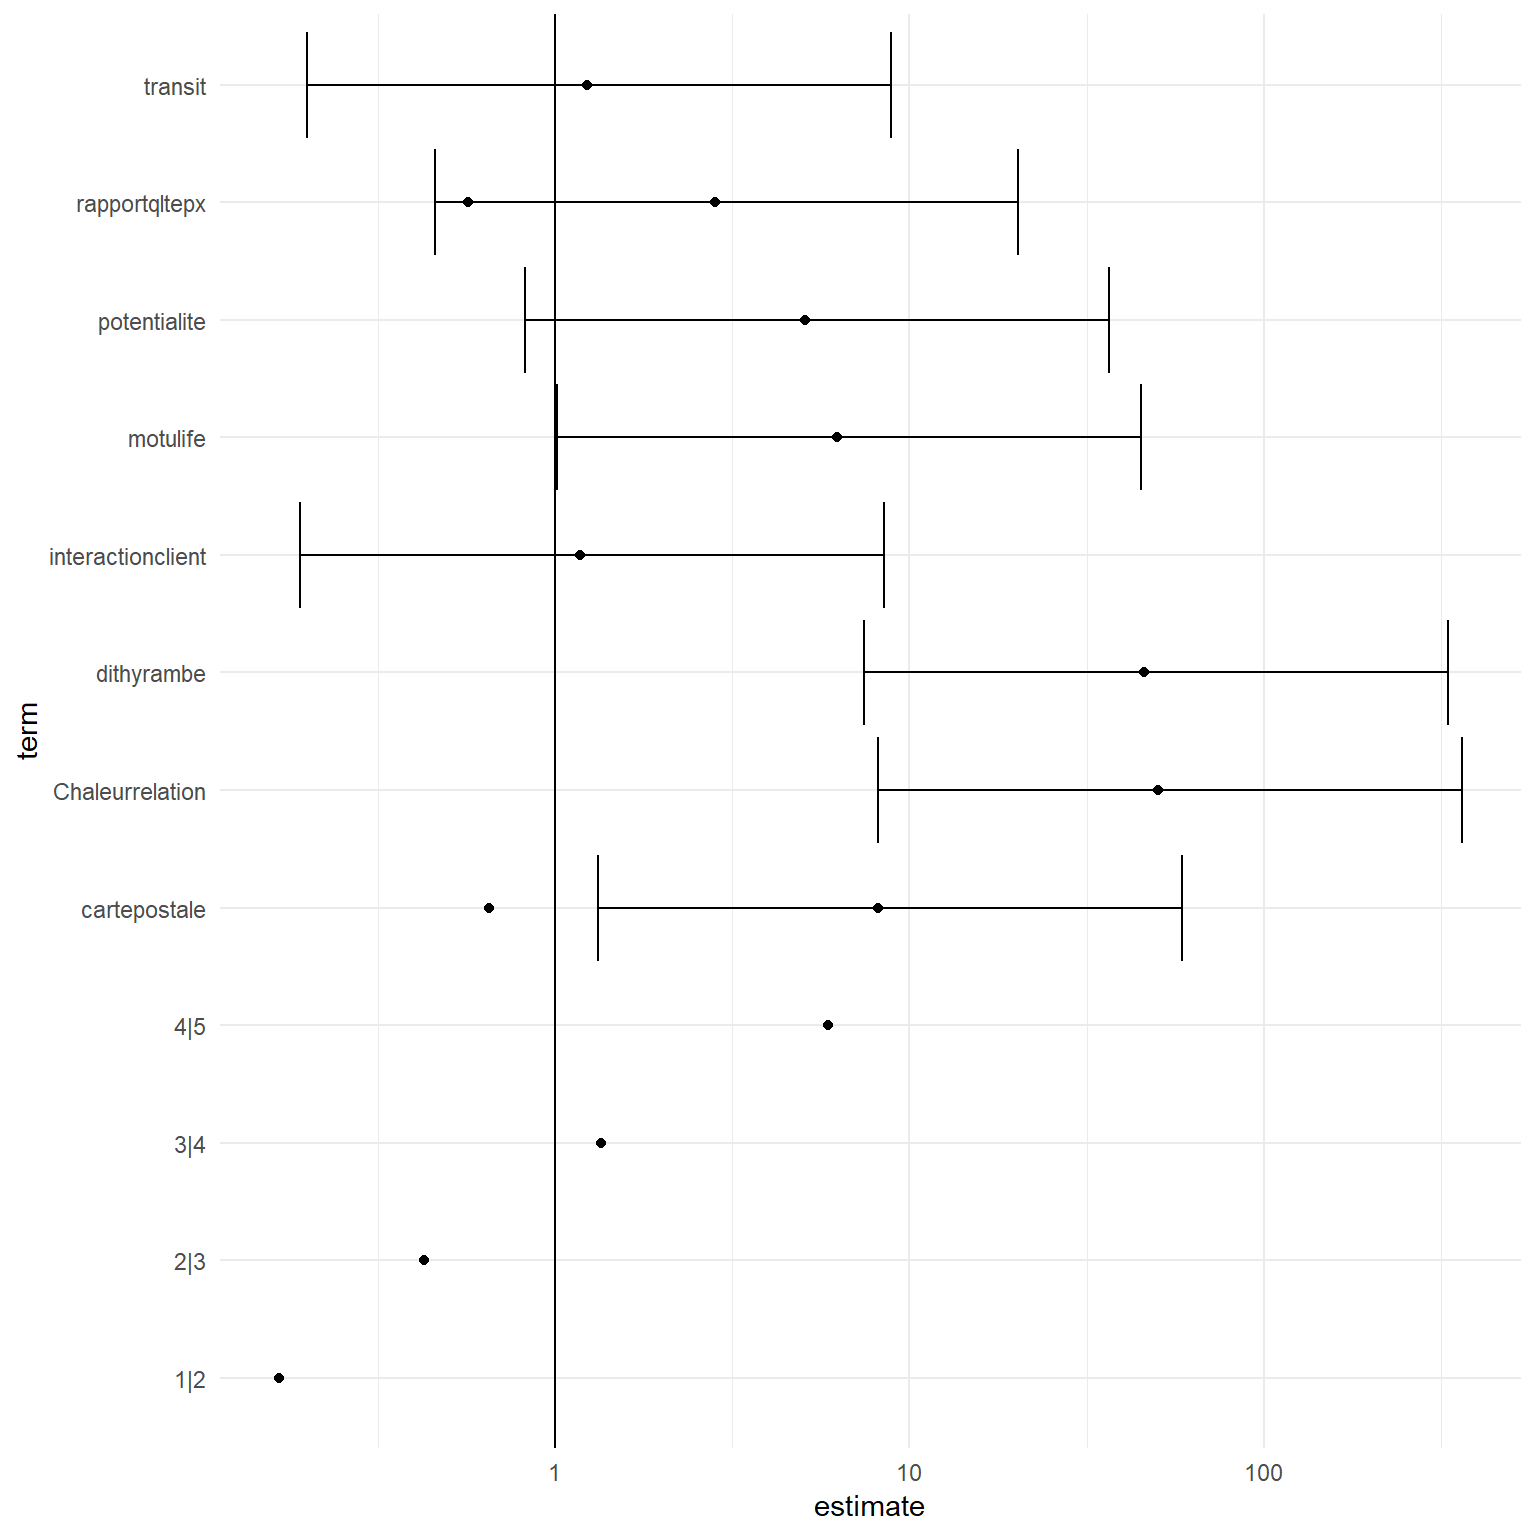 transit
rapportqltepx
potentialite
motulife
interactionclient
dithyrambe
term
Chaleurrelation
cartepostale
4|5
3|4
2|3
1|2
1 10 100
estimate